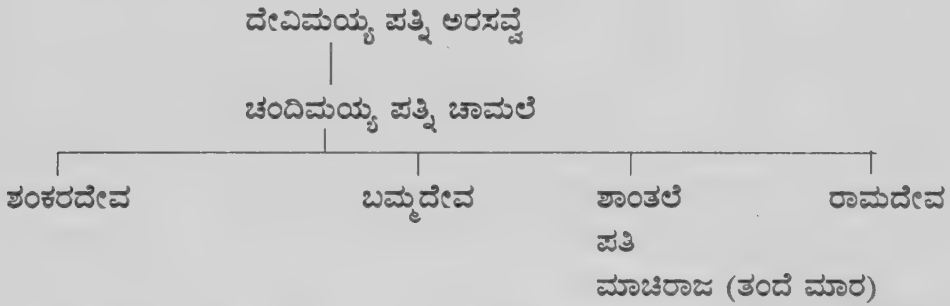 ದೇವಿಮಯ್ಯ ಪತ್ನಿ ಅರಸವ್ವೆ
ಚಂದಿಮಯ್ಯ ಪತ್ನಿ ಚಾಮಲೆ
ಶಂಕರದೇವ ಬಮ್ಮದೇವ ಶಾಂತಲೆ ರಾಮದೇವ
ಪತಿ
ಮಾಚಿರಾಜ (ತಂದೆ ಮಾರ)